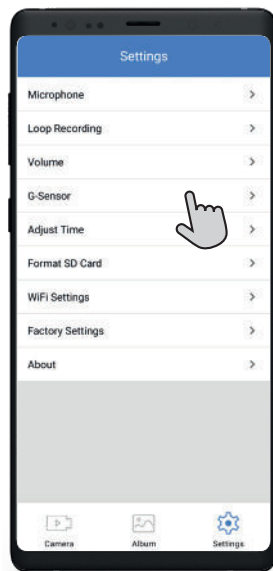 Settings
Microphone
Loop Recording
Volume
G-Sensor
Adjust Time
Format SD Card
WiFi Settings
Factory Settings
About
Camera Album Settings